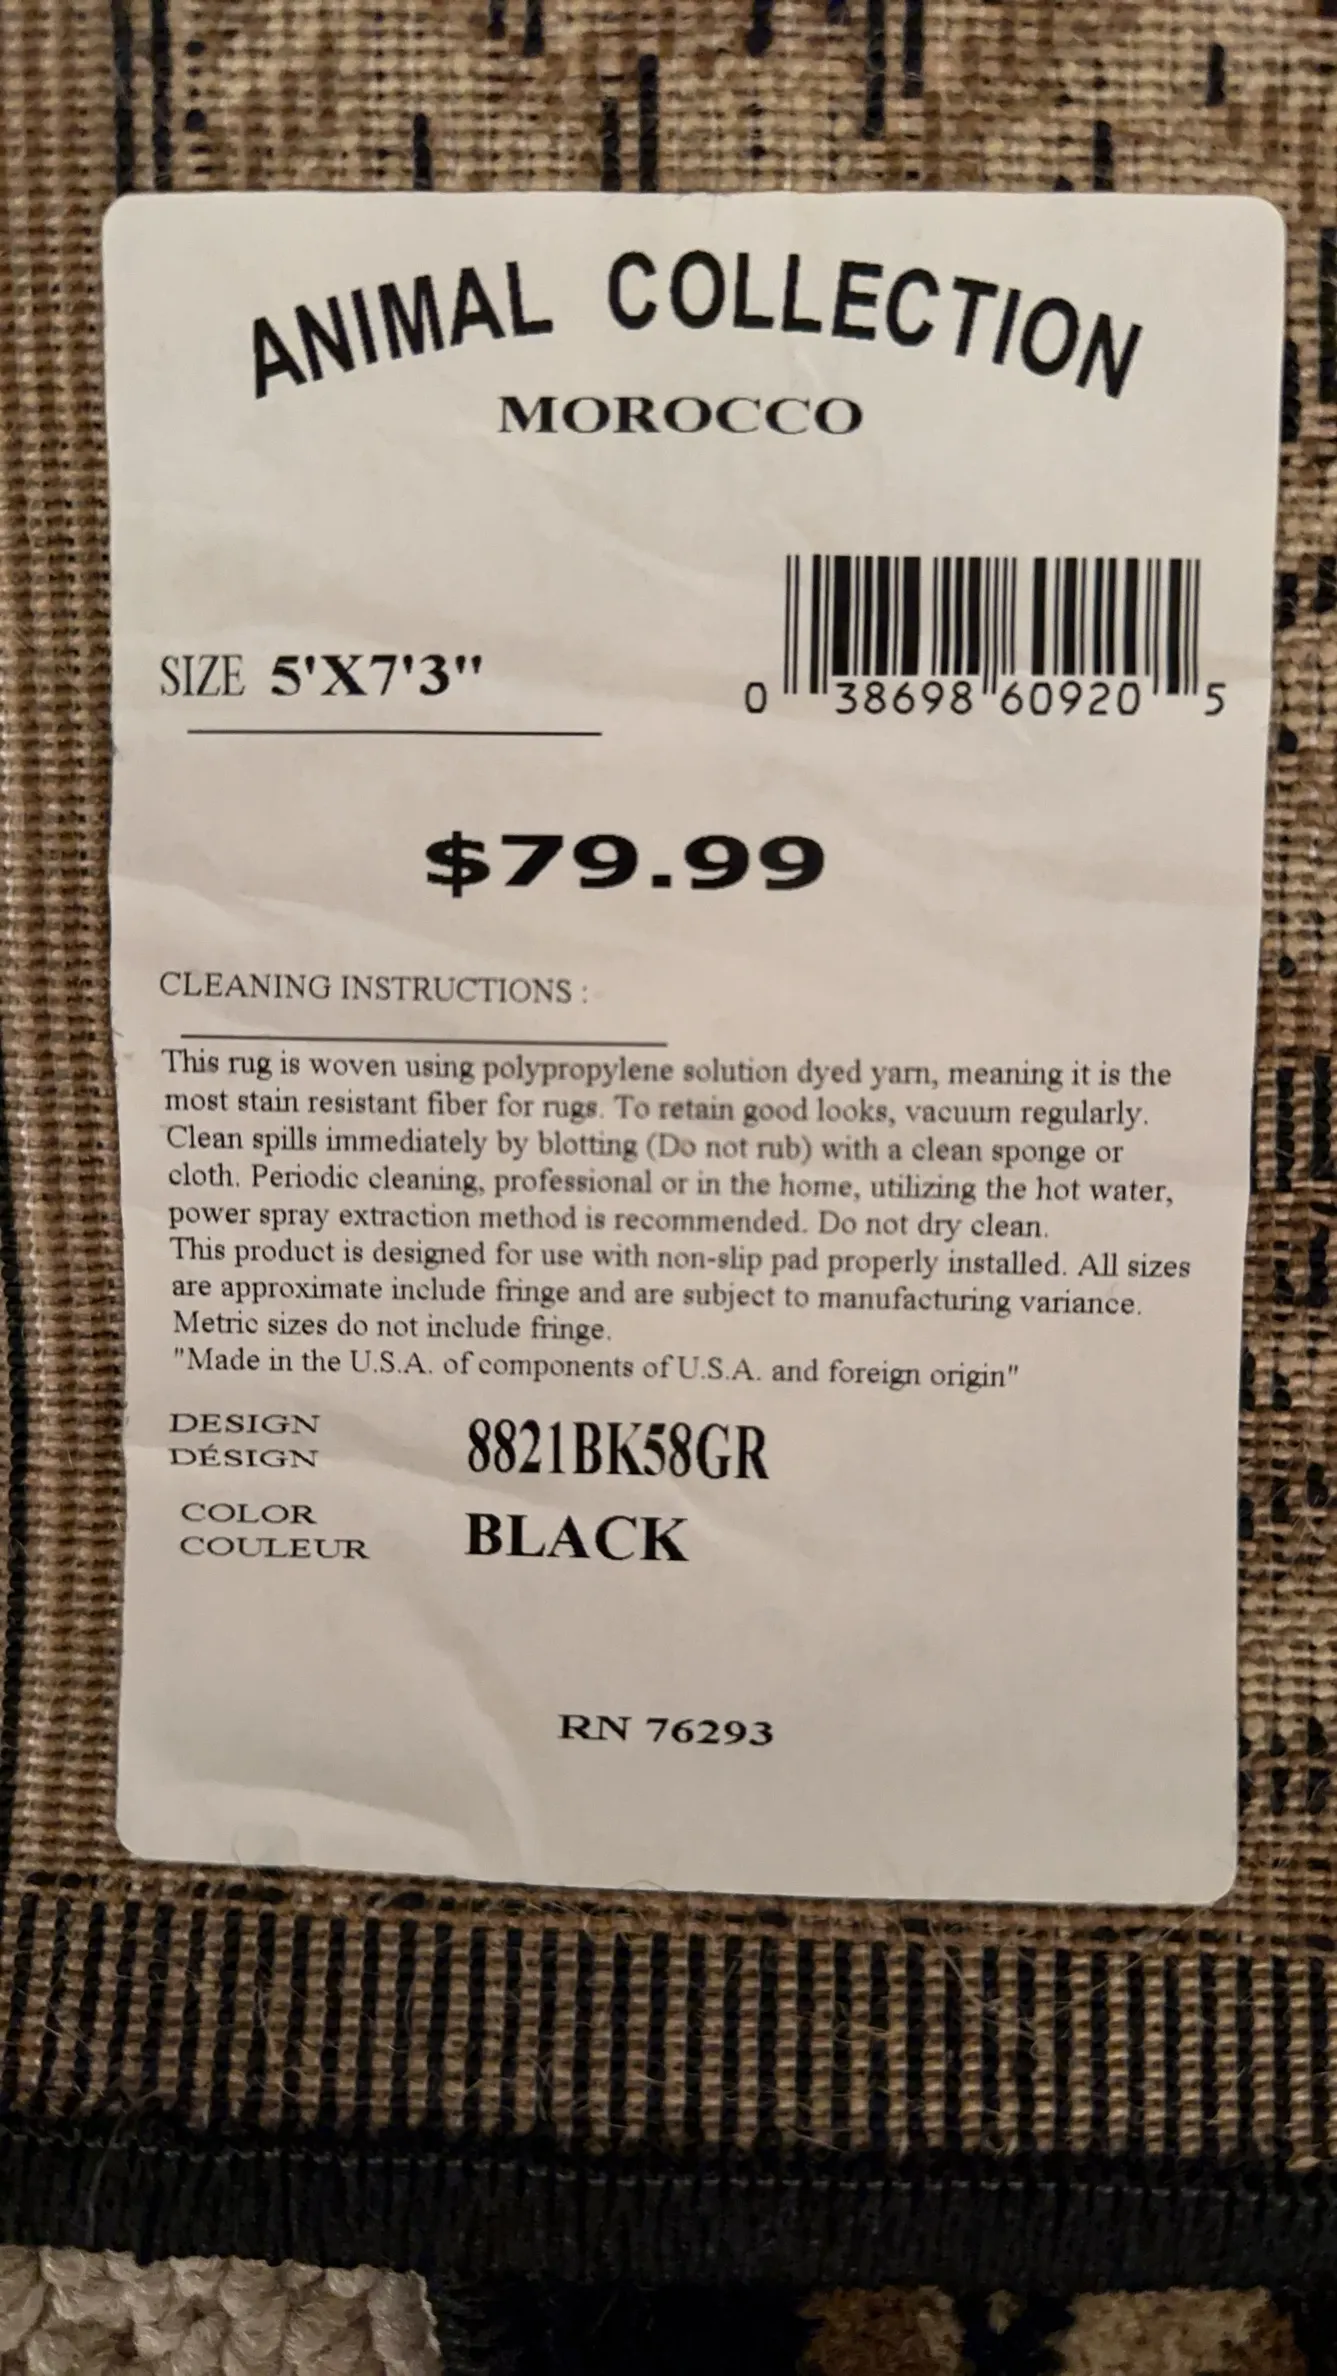 ANIMAL COLLECTION
MOROCCO
SIZE 5'X7'3"
0 38698 60920 5
$79.99
CLEANING INSTRUCTIONS :
This rug is woven using polypropylene solution dyed yarn, meaning it is the
most stain resistant fiber for rugs. To retain good looks, vacuum regularly.
Clean spills immediately by blotting (Do not rub) with a clean sponge or
cloth. Periodic cleaning, professional or in the home, utilizing the hot water,
power spray extraction method is recommended. Do not dry clean.
This product is designed for use with non-slip pad properly installed. All sizes
are approximate include fringe and are subject to manufacturing variance.
Metric sizes do not include fringe.
"Made in the U.S.A. of components of U.S.A. and foreign origin"
DESIGN
DÉSIGN
8821BK58GR
COLOR
COULEUR
BLACK
RN 76293